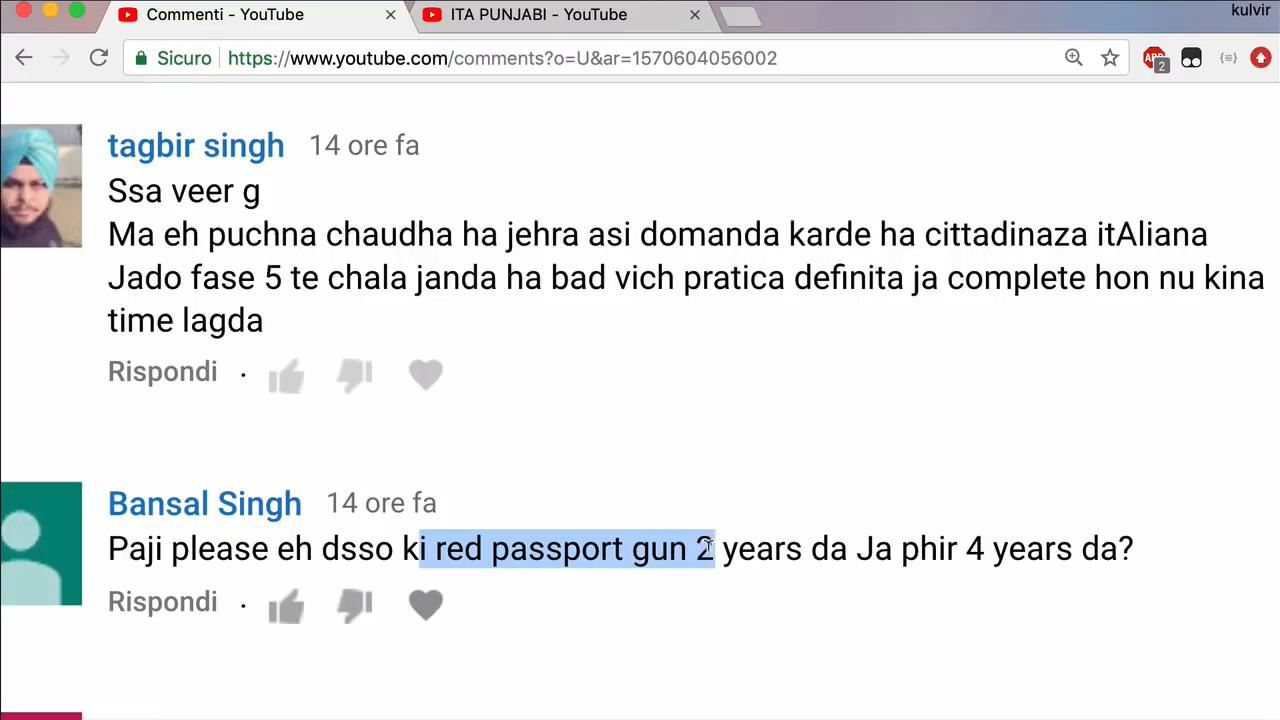 kulvir
Commenti - YouTube
ITA PUNJABI - YouTube
Sicuro https://www.youtube.com/comments?o=U&ar=1570604056002
ABP 2
tagbir singh 14 ore fa
Ssa veer g
Ma eh puchna chaudha ha jehra asi domanda karde ha cittadinaza itAliana
Jado fase 5 te chala janda ha bad vich pratica definita ja complete hon nu kina
time lagda
Rispondi
Bansal Singh 14 ore fa
Paji please eh dsso ki red passport gun 2 years da Ja phir 4 years da?
Rispondi